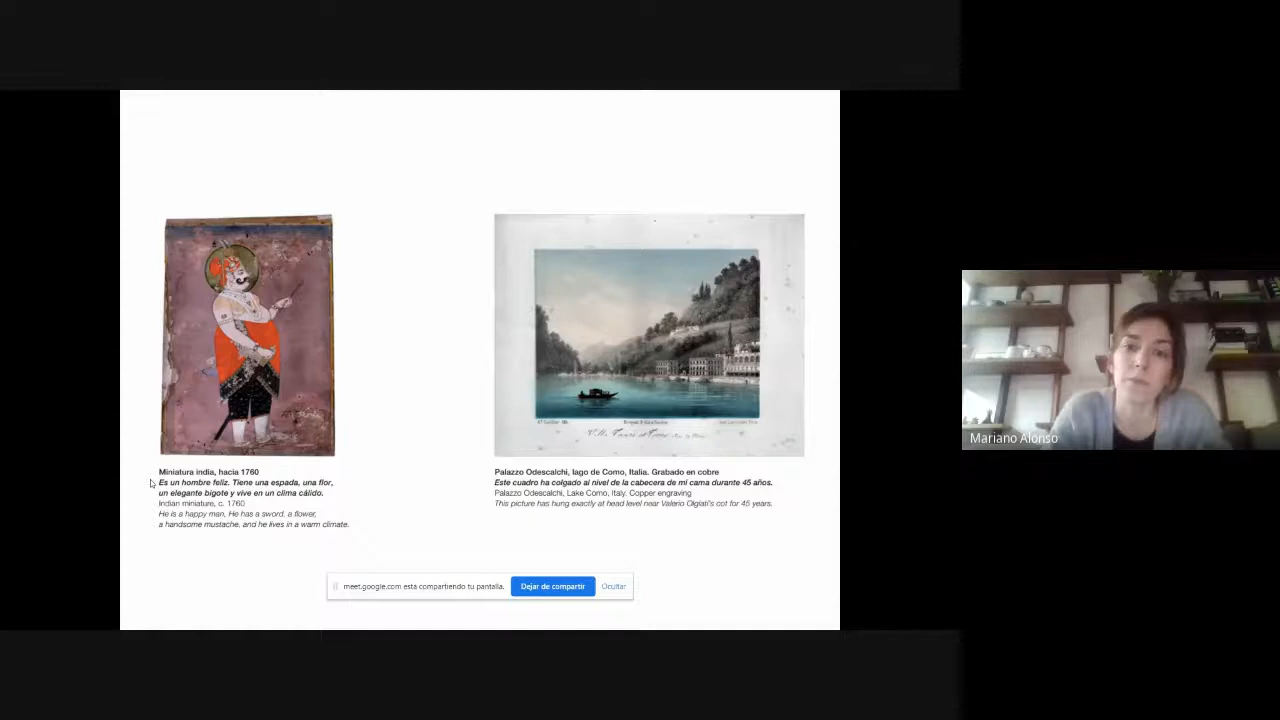 Miniatura india, hacia 1760
Es un hombre feliz. Tiene una espada, una flor,
un elegante bigote y vive en un clima cálido.
Indian miniature, c. 1760
He is a happy man, He has a sword, a flower,
a handsome mustache, and he lives in a warm climate.
Palazzo Odescalchi, lago de Como, Italia. Grabado en cobre
Este cuadro ha colgado al nivel de la cabecera de mi cama durante 45 años.
Palazzo Odescalchi, Lake Como, Italy. Copper engraving
This picture has hung exactly at head level near Valerio Olgiati's cot for 45 years.
meet.google.com está compartiendo tu pantalla.
Dejar de compartir
Ocultar
Mariano Alonso